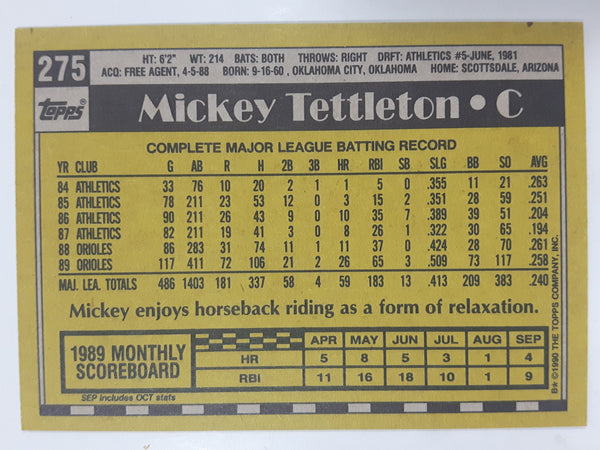 275
HT: 6'2" WT: 214 BATS: BOTH THROWS: RIGHT DRFT: ATHLETICS #5-JUNE, 1981
ACQ: FREE AGENT, 4-5-88 BORN: 9-16-60, OKLAHOMA CITY, OKLAHOMA HOME: SCOTTSDALE, ARIZONA
Topps®
Mickey Tettleton • C
COMPLETE MAJOR LEAGUE BATTING RECORD
YR CLUB G AB R H 2B 3B HR RBI SB SLG BB SO AVG
84 ATHLETICS 33 76 10 20 2 1 1 5 0 .355 11 21 .263
85 ATHLETICS 78 211 23 53 12 0 3 15 2 .351 28 59 .251
86 ATHLETICS 90 211 26 43 9 0 10 35 7 .389 39 51 .204
87 ATHLETICS 82 211 19 41 3 0 8 26 1 .322 30 65 .194
88 ORIOLES 86 283 31 74 11 1 11 37 0 .424 28 70 .261
89 ORIOLES 117 411 72 106 21 2 26 65 3 .509 73 117 .258
MAJ. LEA. TOTALS 486 1403 181 337 58 4 59 183 13 .413 209 383 .240
Mickey enjoys horseback riding as a form of relaxation.
1989 MONTHLY SCOREBOARD
APR MAY JUN JUL AUG SEP
HR 5 8 5 3 1 4
RBI 11 16 18 10 1 9
SEP includes OCT stats
B* ©1990 THE TOPPS COMPANY, INC.